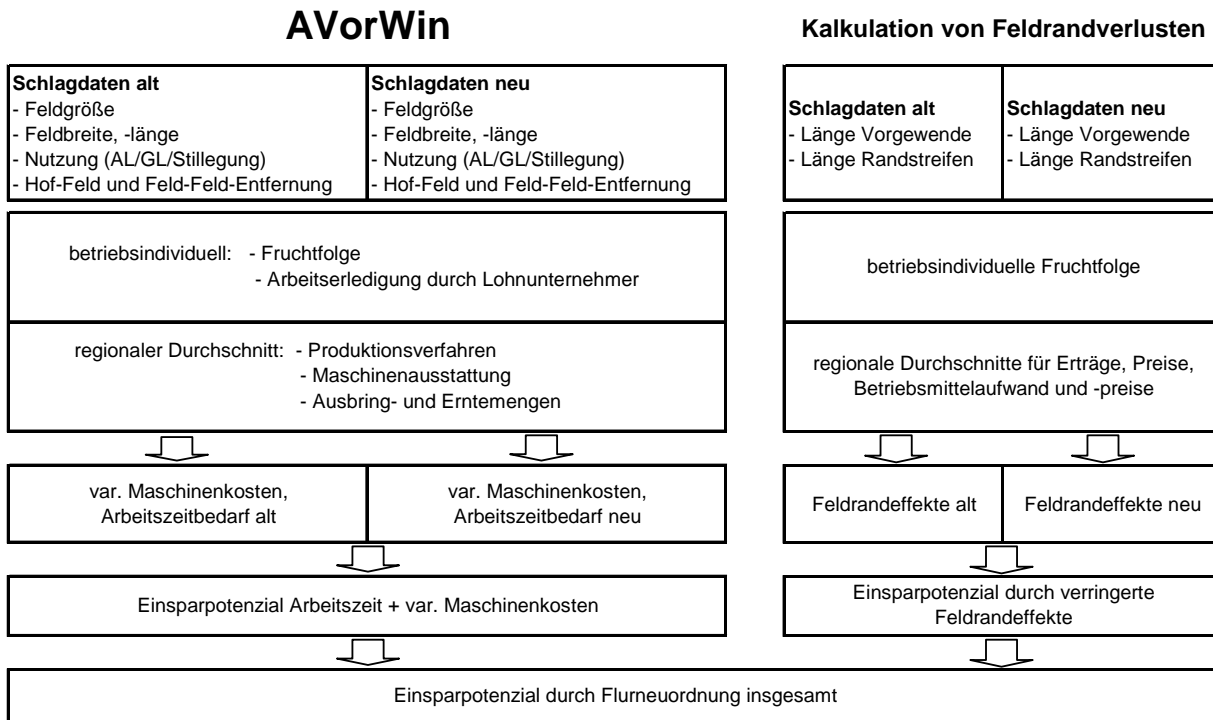 AVorWin
Schlagdaten alt
- Feldgröße
- Feldbreite, -länge
- Nutzung (AL/GL/Stillegung)
- Hof-Feld und Feld-Feld-Entfernung
Schlagdaten neu
- Feldgröße
- Feldbreite, -länge
- Nutzung (AL/GL/Stillegung)
- Hof-Feld und Feld-Feld-Entfernung
betriebsindividuell: - Fruchtfolge
- Arbeitserledigung durch Lohnunternehmer
regionaler Durchschnitt: - Produktionsverfahren
- Maschinenausstattung
- Ausbring- und Erntemengen
var. Maschinenkosten,
Arbeitszeitbedarf alt
var. Maschinenkosten,
Arbeitszeitbedarf neu
Einsparpotenzial Arbeitszeit + var. Maschinenkosten
Kalkulation von Feldrandverlusten
Schlagdaten alt
- Länge Vorgewende
- Länge Randstreifen
Schlagdaten neu
- Länge Vorgewende
- Länge Randstreifen
betriebsindividuelle Fruchtfolge
regionale Durchschnitte für Erträge, Preise,
Betriebsmittelaufwand und -preise
Feldrandeffekte alt
Feldrandeffekte neu
Einsparpotenzial durch verringerte
Feldrandeffekte
Einsparpotenzial durch Flurneuordnung insgesamt